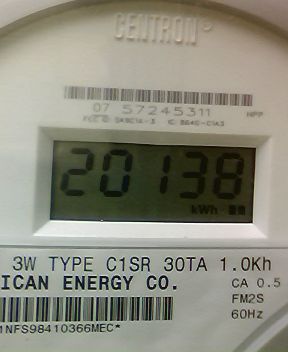 CENTRON®
07 57245311
20138
kWh
3W TYPE C1SR 30TA 1.0Kh
ICAN ENERGY CO.
CA 0.5
FM2S
60Hz
1NFS98410366MEC*